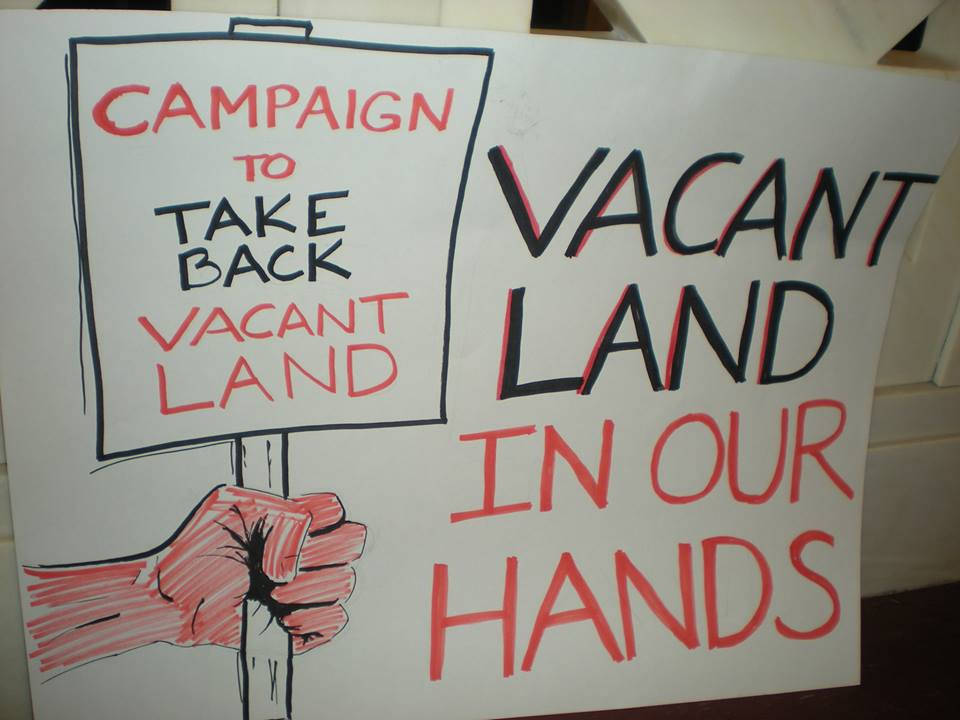 CAMPAIGN
TO
TAKE
BACK
VACANT
LAND
VACANT
LAND
IN OUR
HANDS